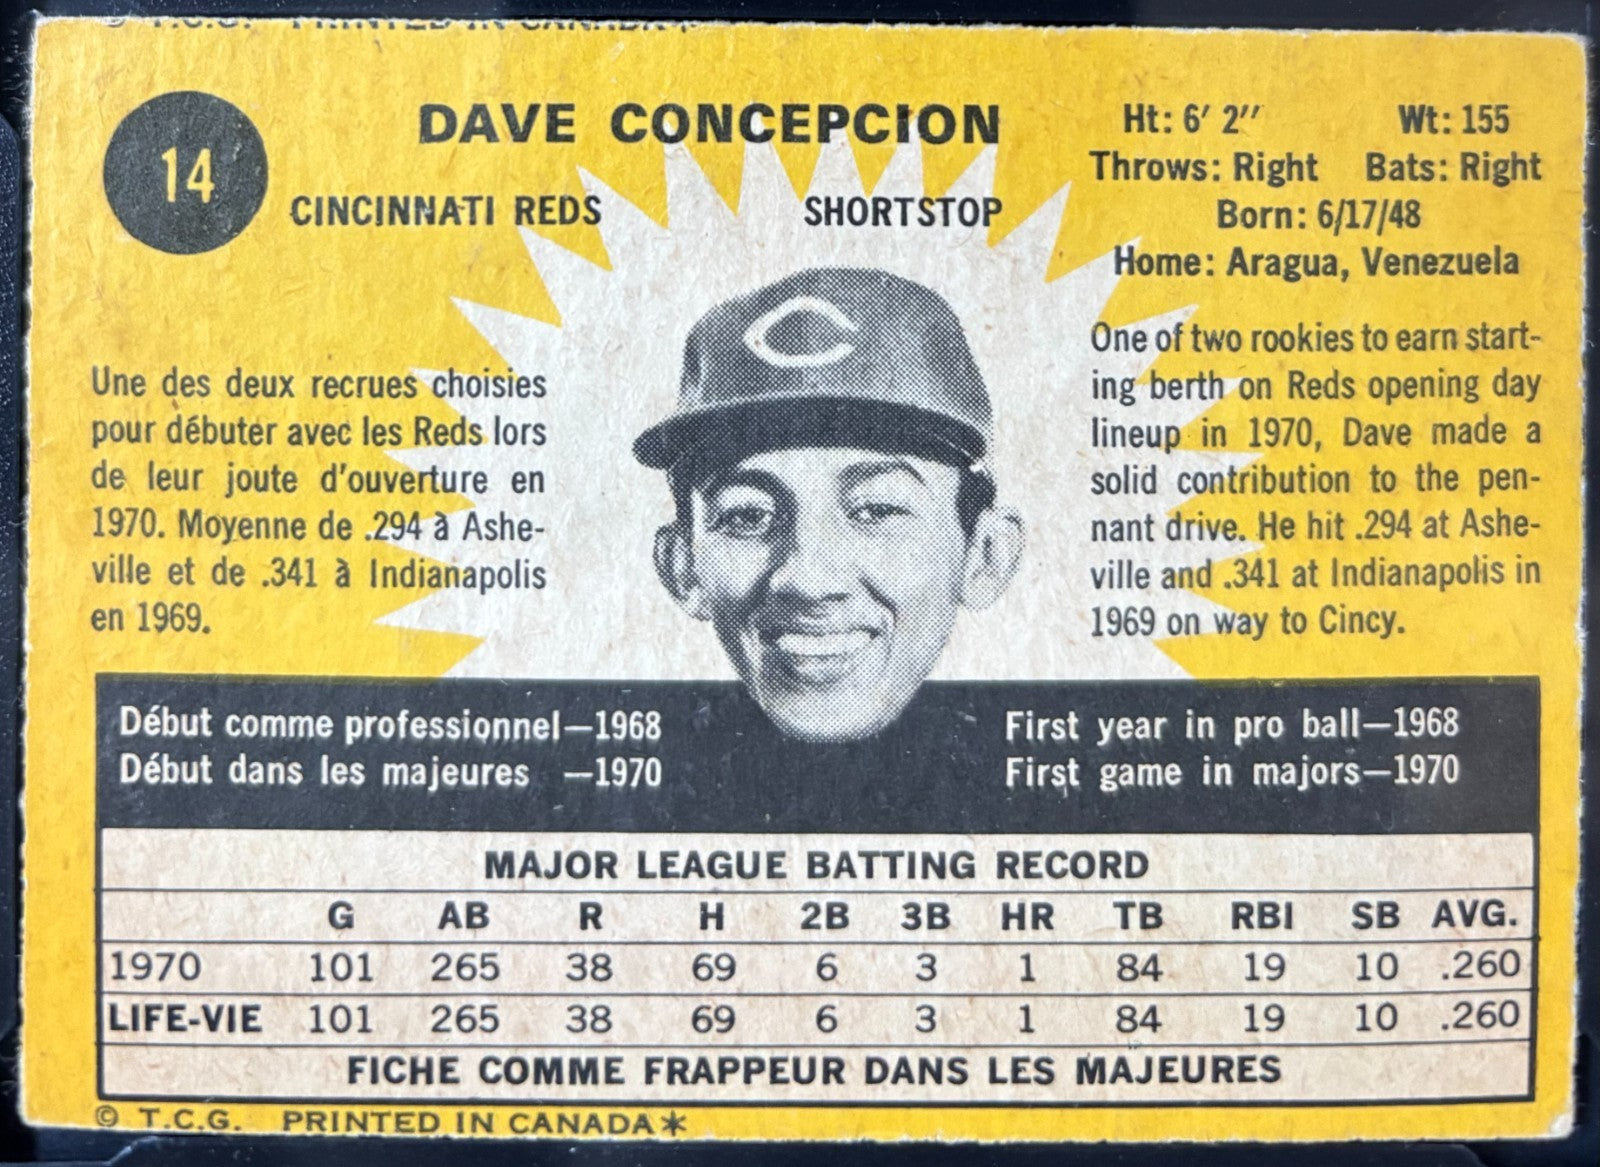 © T.C.G. PRINTED IN CANADA *
14
DAVE CONCEPCION
CINCINNATI REDS SHORTSTOP
Ht: 6′ 2′′ Wt: 155
Throws: Right Bats: Right
Born: 6/17/48
Home: Aragua, Venezuela
Une des deux recrues choisies
pour débuter avec les Reds lors
de leur joute d'ouverture en
1970. Moyenne de .294 à Ashe-
ville et de .341 à Indianapolis
en 1969.
One of two rookies to earn start-
ing berth on Reds opening day
lineup in 1970, Dave made a
solid contribution to the pen-
nant drive. He hit .294 at Ashe-
ville and .341 at Indianapolis in
1969 on way to Cincy.
Début comme professionnel—1968
Début dans les majeures —1970
First year in pro ball—1968
First game in majors—1970
MAJOR LEAGUE BATTING RECORD
G AB R H 2B 3B HR TB RBI SB AVG.
1970 101 265 38 69 6 3 1 84 19 10 .260
LIFE-VIE 101 265 38 69 6 3 1 84 19 10 .260
FICHE COMME FRAPPEUR DANS LES MAJEURES
© T.C.G. PRINTED IN CANADA*